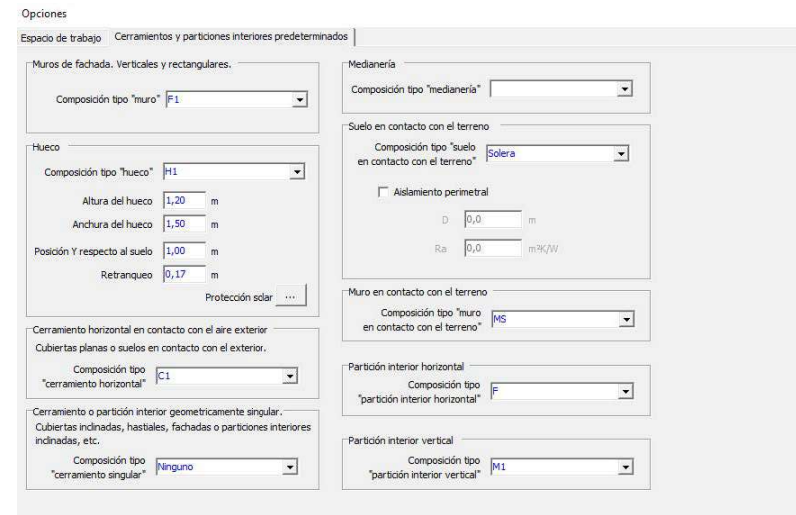 Opciones
Espacio de trabajo
Cerramientos y particiones interiores predeterminados
Muros de fachada. Verticales y rectangulares.
Composición tipo "muro"
F1
Hueco
Composición tipo "hueco"
H1
Altura del hueco
1,20
m
Anchura del hueco
1,50
m
Posición Y respecto al suelo
1,00
m
Retranqueo
0,17
m
Protección solar
...
Cerramiento horizontal en contacto con el aire exterior
Cubiertas planas o suelos en contacto con el exterior.
Composición tipo
"cerramiento horizontal"
C1
Cerramiento o partición interior geometricamente singular.
Cubiertas inclinadas, hastiales, fachadas o particiones interiores
inclinadas, etc.
Composición tipo
"cerramiento singular"
Ninguno
Medianería
Composición tipo "medianería"
Suelo en contacto con el terreno
Composición tipo "suelo
en contacto con el terreno"
Solera
Aislamiento perimetral
D
0,0
m
Ra
0,0
m²K/W
Muro en contacto con el terreno
Composición tipo "muro
en contacto con el terreno"
MS
Partición interior horizontal
Composición tipo
"partición interior horizontal"
F
Partición interior vertical
Composición tipo
"partición interior vertical"
M1